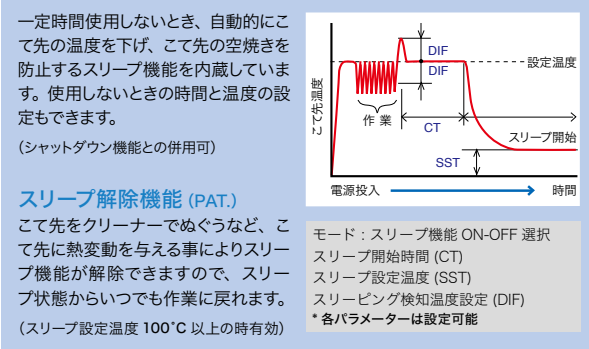 一定時間使用しないとき、自動的にこ
て先の温度を下げ、こて先の空焼きを
防止するスリープ機能を内蔵していま
す。使用しないときの時間と温度の設
定もできます。
（シャットダウン機能との併用可）
スリープ解除機能 (PAT.)
こて先をクリーナーでぬぐうなど、こ
て先に熱変動を与える事によりスリー
プ機能が解除できますので、スリー
プ状態からいつでも作業に戻れます。
（スリープ設定温度 100˚C 以上の時有効）
こて先温度
DIF
DIF
設定温度
作 業
CT
スリープ開始
SST
電源投入
時間
モード：スリープ機能 ON-OFF 選択
スリープ開始時間 (CT)
スリープ設定温度 (SST)
スリーピング検知温度設定 (DIF)
* 各パラメーターは設定可能